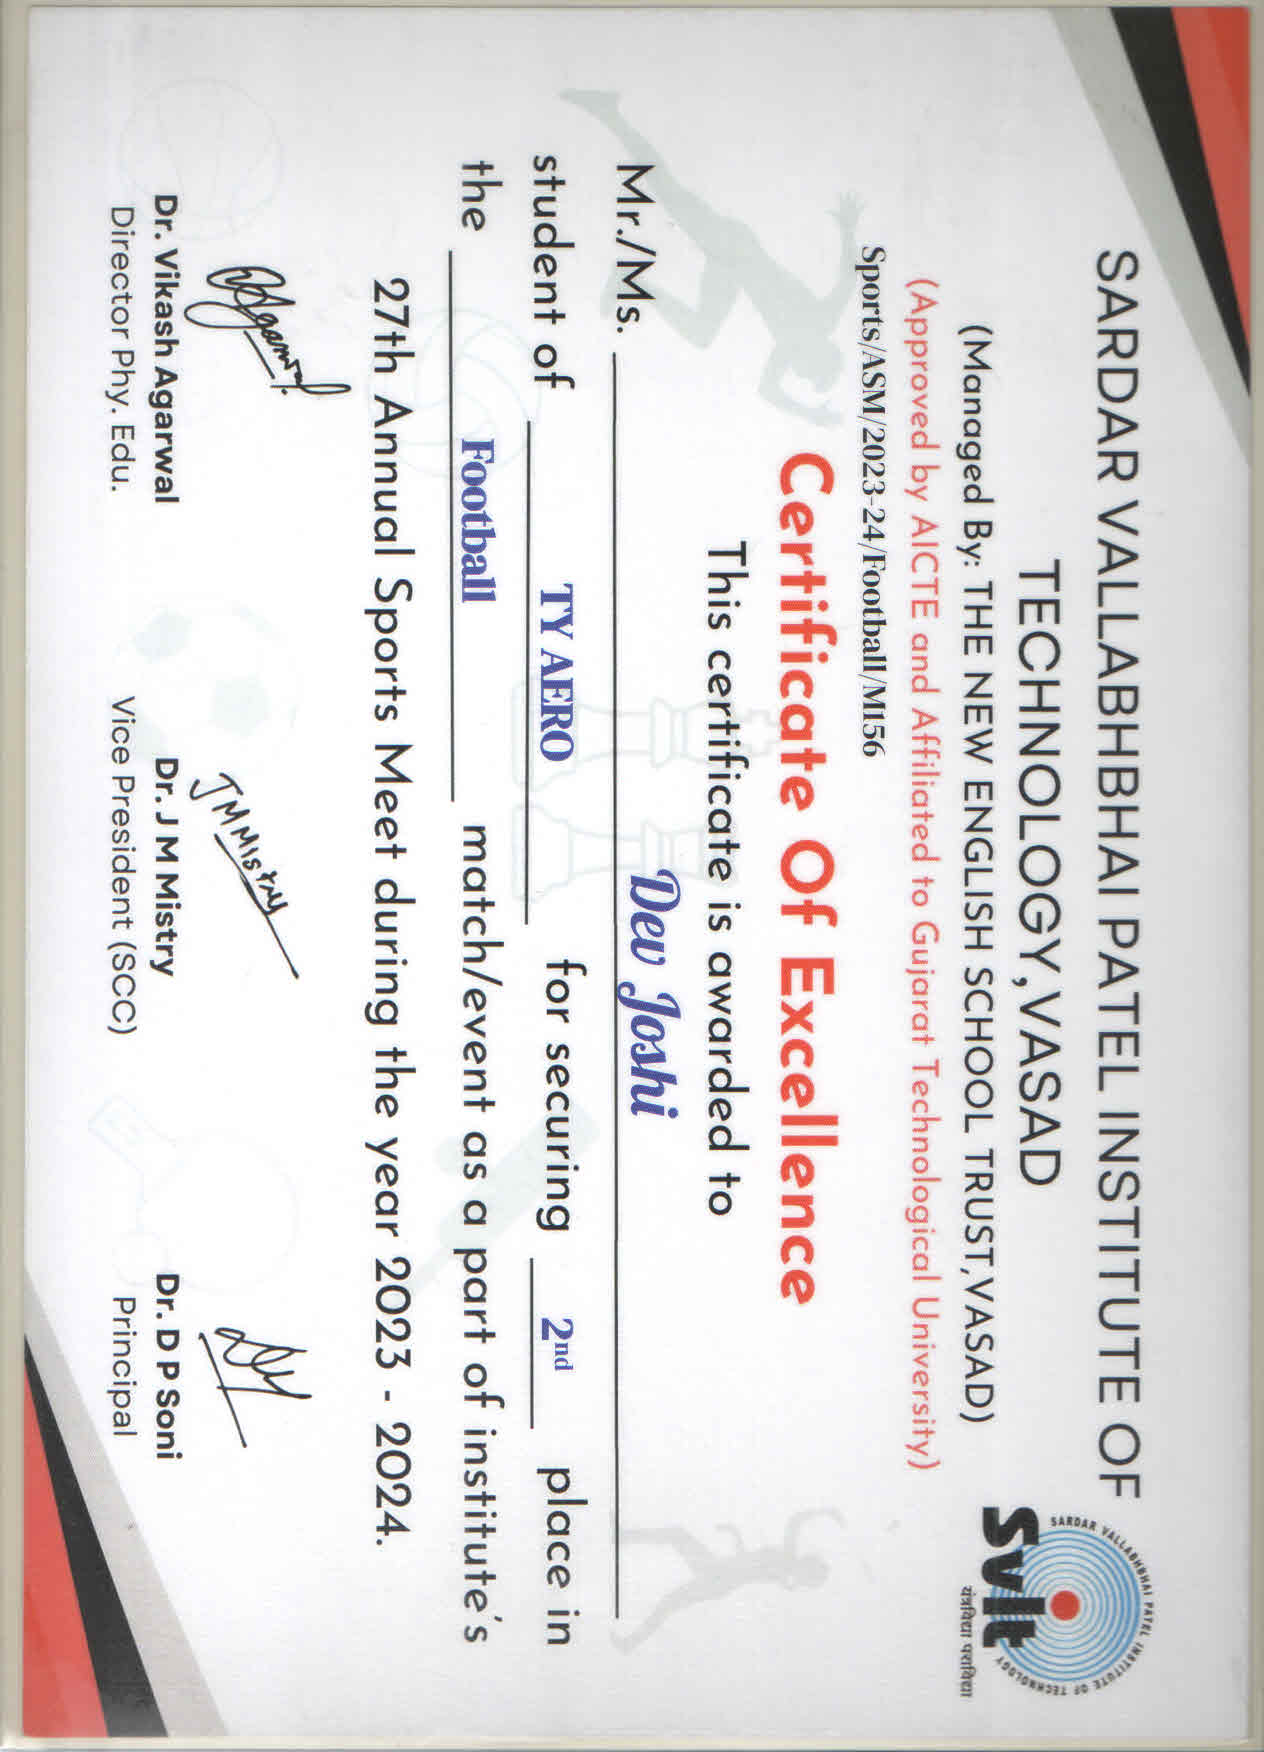 SARDAR VALLABHBHAI PATEL INSTITUTE OF
TECHNOLOGY,VASAD
(Managed By: THE NEW ENGLISH SCHOOL TRUST,VASAD)
(Approved by AICTE and Affiliated to Gujarat Technological University)
SARDAR VALLABHBHAI PATEL INSTITUTE OF TECHNOLOGY
svit
Sports/ASM/2023-24/Football/M156
Certificate Of Excellence
This certificate is awarded to
Mr./Ms. Dev Joshi
student of TY AERO for securing 2nd place in
the Football match/event as a part of institute's
27th Annual Sports Meet during the year 2023 - 2024.
JMMistry
Dr. Vikash Agarwal Dr. J M Mistry Dr. D P Soni
Director Phy. Edu. Vice President (SCC) Principal